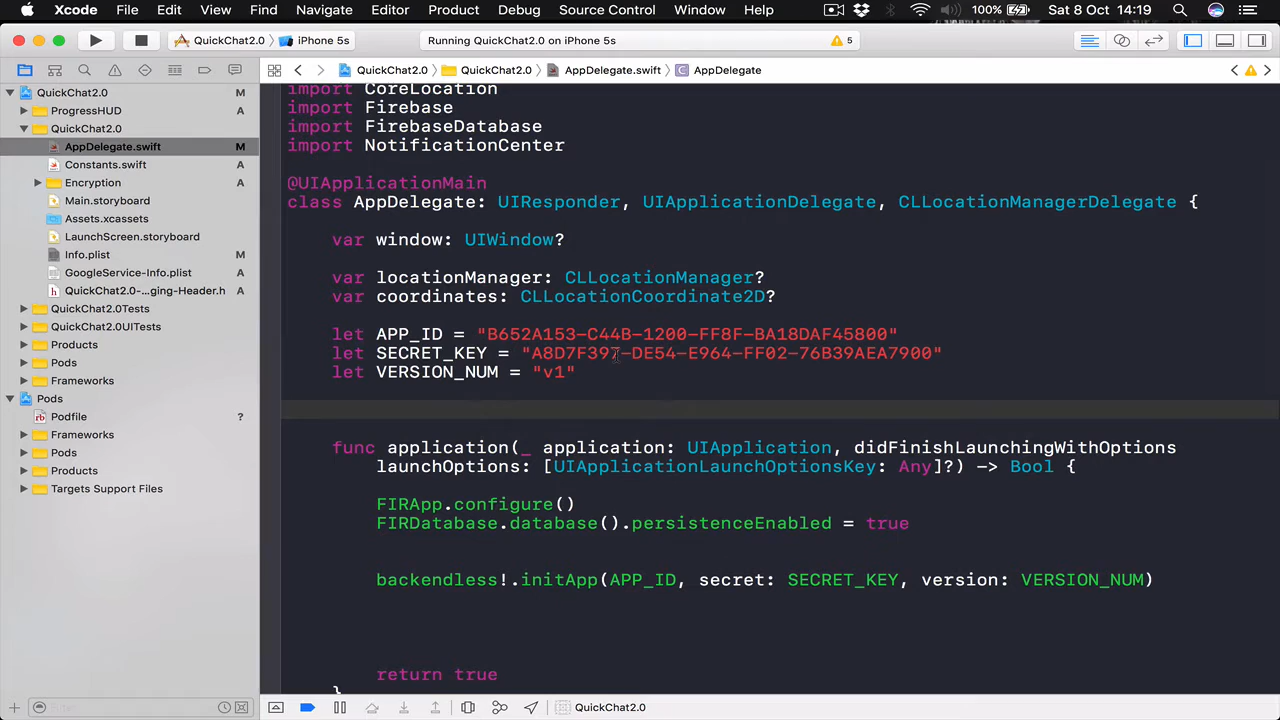 Xcode File Edit View Find Navigate Editor Product Debug Source Control Window Help 100% Sat 8 Oct 14:19
QuickChat2.0 iPhone 5s Running QuickChat2.0 on iPhone 5s 5
QuickChat2.0 QuickChat2.0 AppDelegate.swift C AppDelegate
QuickChat2.0 M
ProgressHUD A
QuickChat2.0
AppDelegate.swift M
Constants.swift A
Encryption A
Main.storyboard
Assets.xcassets
LaunchScreen.storyboard
Info.plist M
GoogleService-Info.plist A
QuickChat2.0-...ging-Header.h A
QuickChat2.0Tests
QuickChat2.0UITests
Products
Pods
Frameworks
Pods
Podfile ?
Frameworks
Pods
Products
Targets Support Files
Filter
import CoreLocation
import Firebase
import FirebaseDatabase
import NotificationCenter
@UIApplicationMain
class AppDelegate: UIResponder, UIApplicationDelegate, CLLocationManagerDelegate {
var window: UIWindow?
var locationManager: CLLocationManager?
var coordinates: CLLocationCoordinate2D?
let APP_ID = "B652A153-C44B-1200-FF8F-BA18DAF45800"
let SECRET_KEY = "A8D7F397-DE54-E964-FF02-76B39AEA7900"
let VERSION_NUM = "v1"
func application(_ application: UIApplication, didFinishLaunchingWithOptions
launchOptions: [UIApplicationLaunchOptionsKey: Any]?) -> Bool {
FIRApp.configure()
FIRDatabase.database().persistenceEnabled = true
backendless!.initApp(APP_ID, secret: SECRET_KEY, version: VERSION_NUM)
return true
}
QuickChat2.0